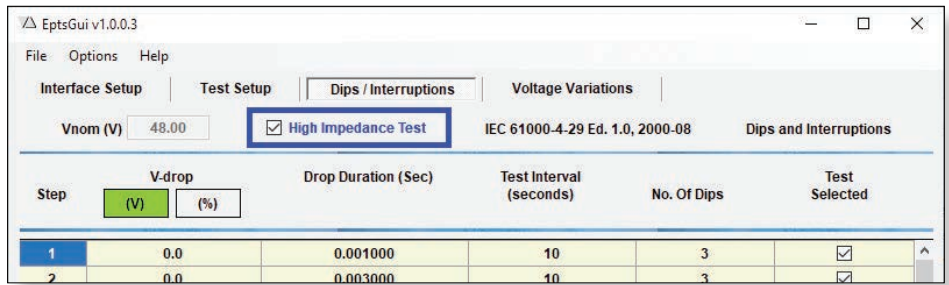 EptsGui v1.0.0.3
File Options Help
Interface Setup Test Setup Dips / Interruptions Voltage Variations
Vnom (V) 48.00 High Impedance Test IEC 61000-4-29 Ed. 1.0, 2000-08 Dips and Interruptions
Step V-drop Drop Duration (Sec) Test Interval (seconds) No. Of Dips Test Selected
(V) (%)
1 0.0 0.001000 10 3
2 0.0 0.003000 10 3